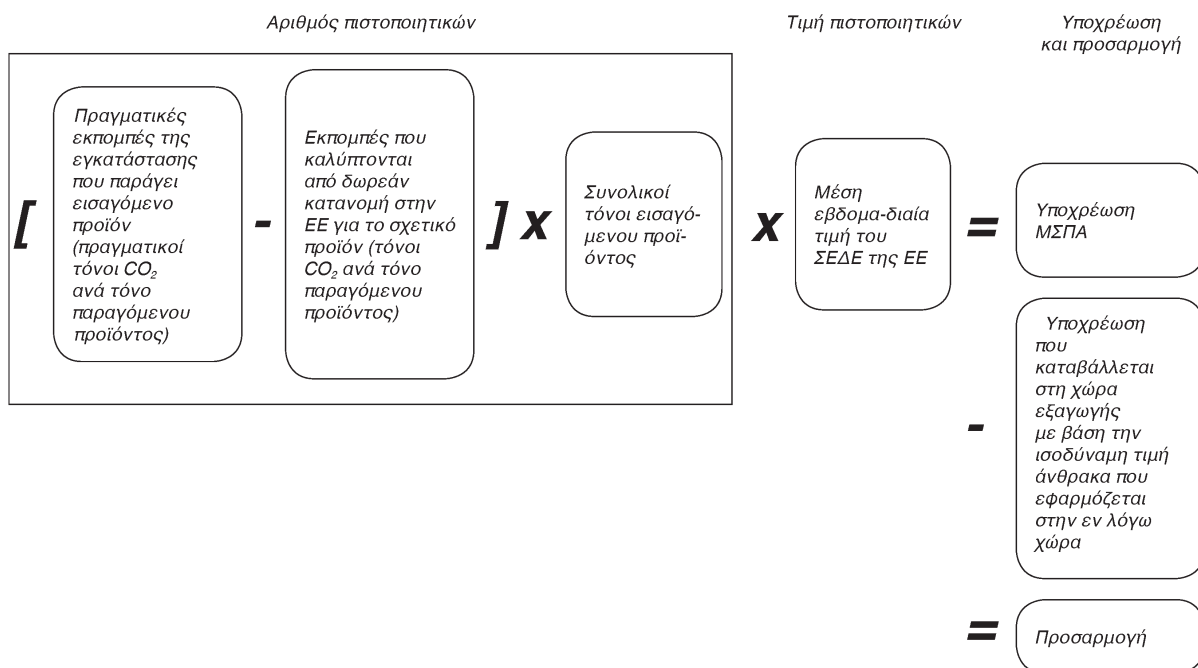 Αριθμός πιστοποιητικών
Τιμή πιστοποιητικών
Υποχρέωση
και προσαρμογή
[
Πραγματικές
εκπομπές της
εγκατάστασης
που παράγει
εισαγόμενο
προϊόν
(πραγματικοί
τόνοι CO₂
ανά τόνο
παραγόμενου
προϊόντος)
-
Εκπομπές που
καλύπτονται
από δωρεάν
κατανομή στην
ΕΕ για το σχετικό
προϊόν (τόνοι
CO₂ ανά τόνο
παραγόμενου
προϊόντος)
] x
Συνολικοί
τόνοι εισαγό-
μενου προϊ-
όντος
x
Μέση
εβδομα-διαία
τιμή του
ΣΕΔΕ της ΕΕ
=
Υποχρέωση
ΜΣΠΑ
-
Υποχρέωση
που
καταβάλλεται
στη χώρα
εξαγωγής
με βάση την
ισοδύναμη τιμή
άνθρακα που
εφαρμόζεται
στην εν λόγω
χώρα
=
Προσαρμογή